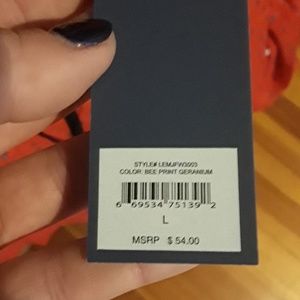 STYLE# LEMJFW3003
COLOR: BEE PRINT GERANIUM
6 69534 75139 2
L
MSRP $ 54.00